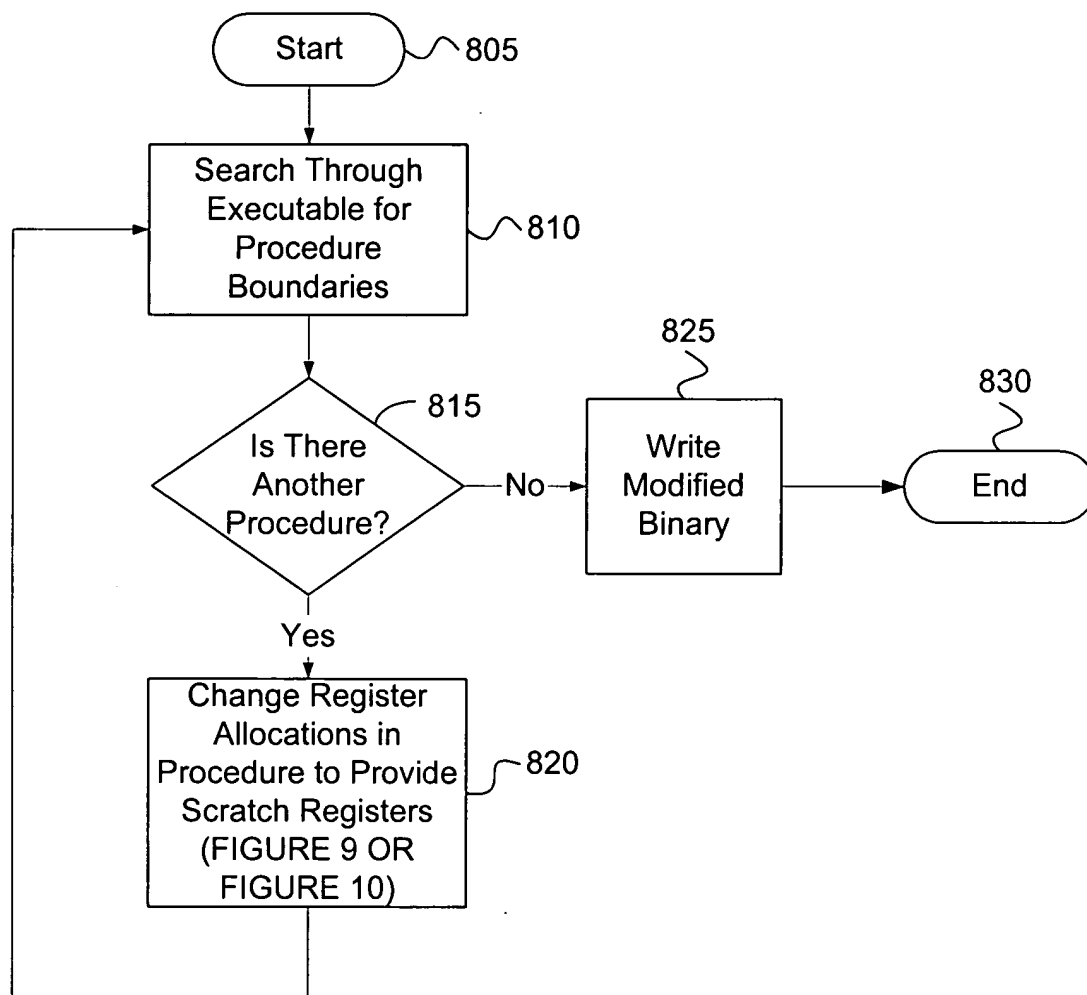 Start
805
Search Through
Executable for
Procedure
Boundaries
810
Is There
Another
Procedure?
815
No
Write
Modified
Binary
825
End
830
Yes
Change Register
Allocations in
Procedure to Provide
Scratch Registers
(FIGURE 9 OR
FIGURE 10)
820